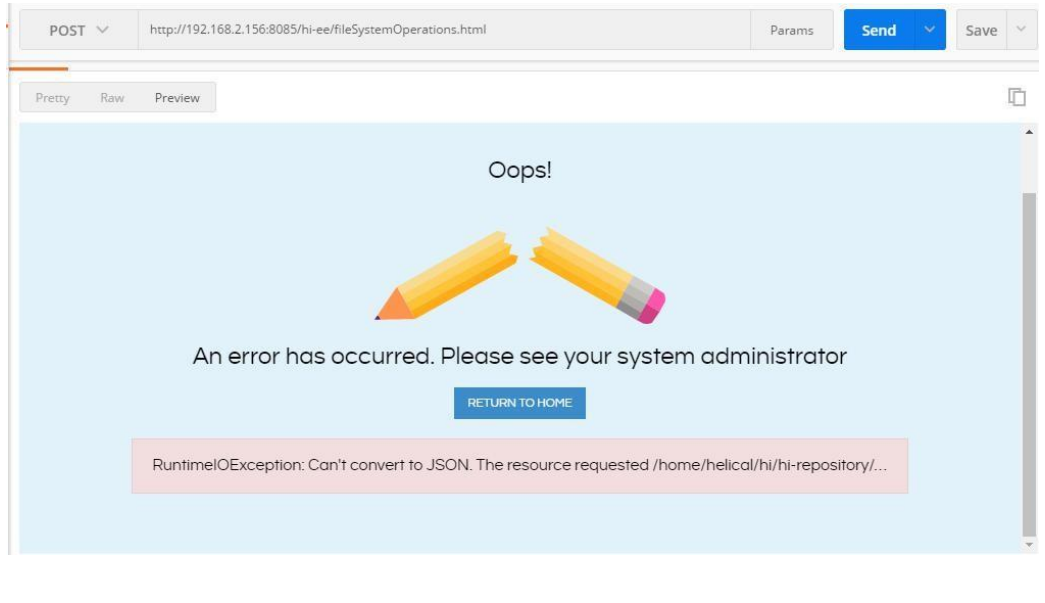 POST http://192.168.2.156:8085/hi-ee/fileSystemOperations.html Params Send Save
Pretty Raw Preview
Oops!
An error has occurred. Please see your system administrator
RETURN TO HOME
RuntimeIOException: Can't convert to JSON. The resource requested /home/helical/hi/hi-repository/...